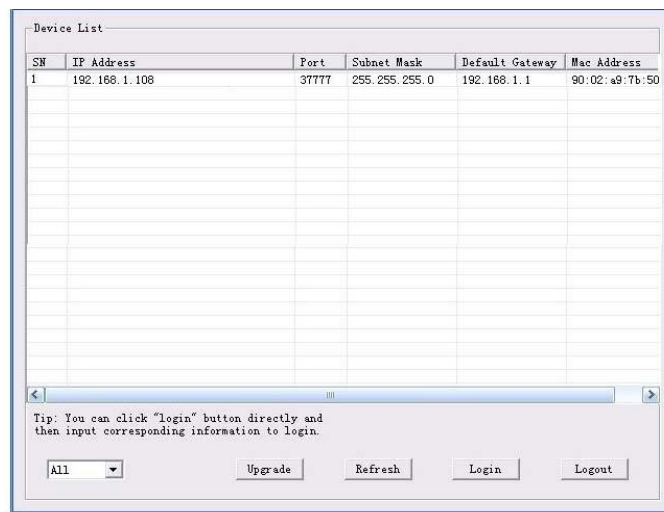 Device List
SN IP Address Port Subnet Mask Default Gateway Mac Address
1 192.168.1.108 37777 255.255.255.0 192.168.1.1 90:02:a9:7b:50
Tip: You can click "login" button directly and
then input corresponding information to login.
All Upgrade Refresh Login Logout